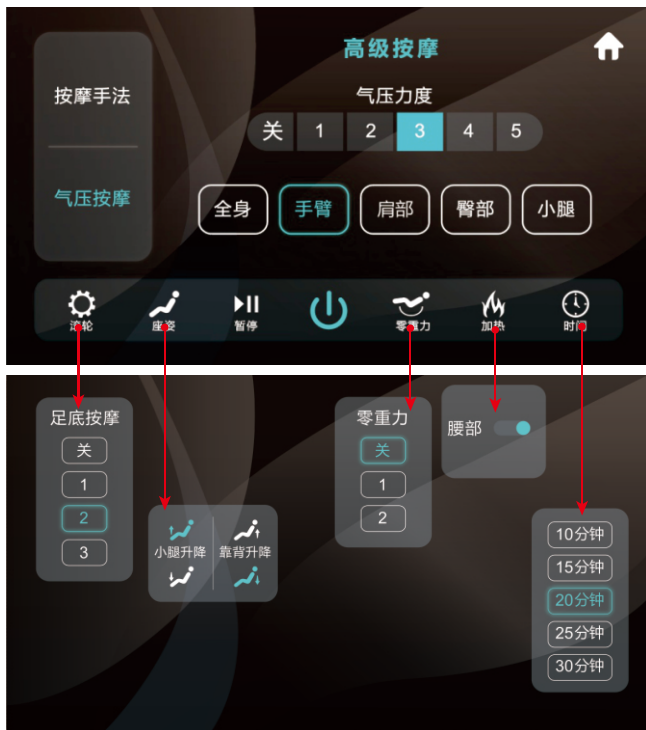 高级按摩
按摩手法
气压按摩
气压力度
关 1 2 3 4 5
全身 手臂 肩部 臀部 小腿
滚轮 座姿 暂停 零重力 加热 时间
足底按摩
关
1
2
3
小腿升降 靠背升降
零重力
关
1
2
腰部
10分钟
15分钟
20分钟
25分钟
30分钟